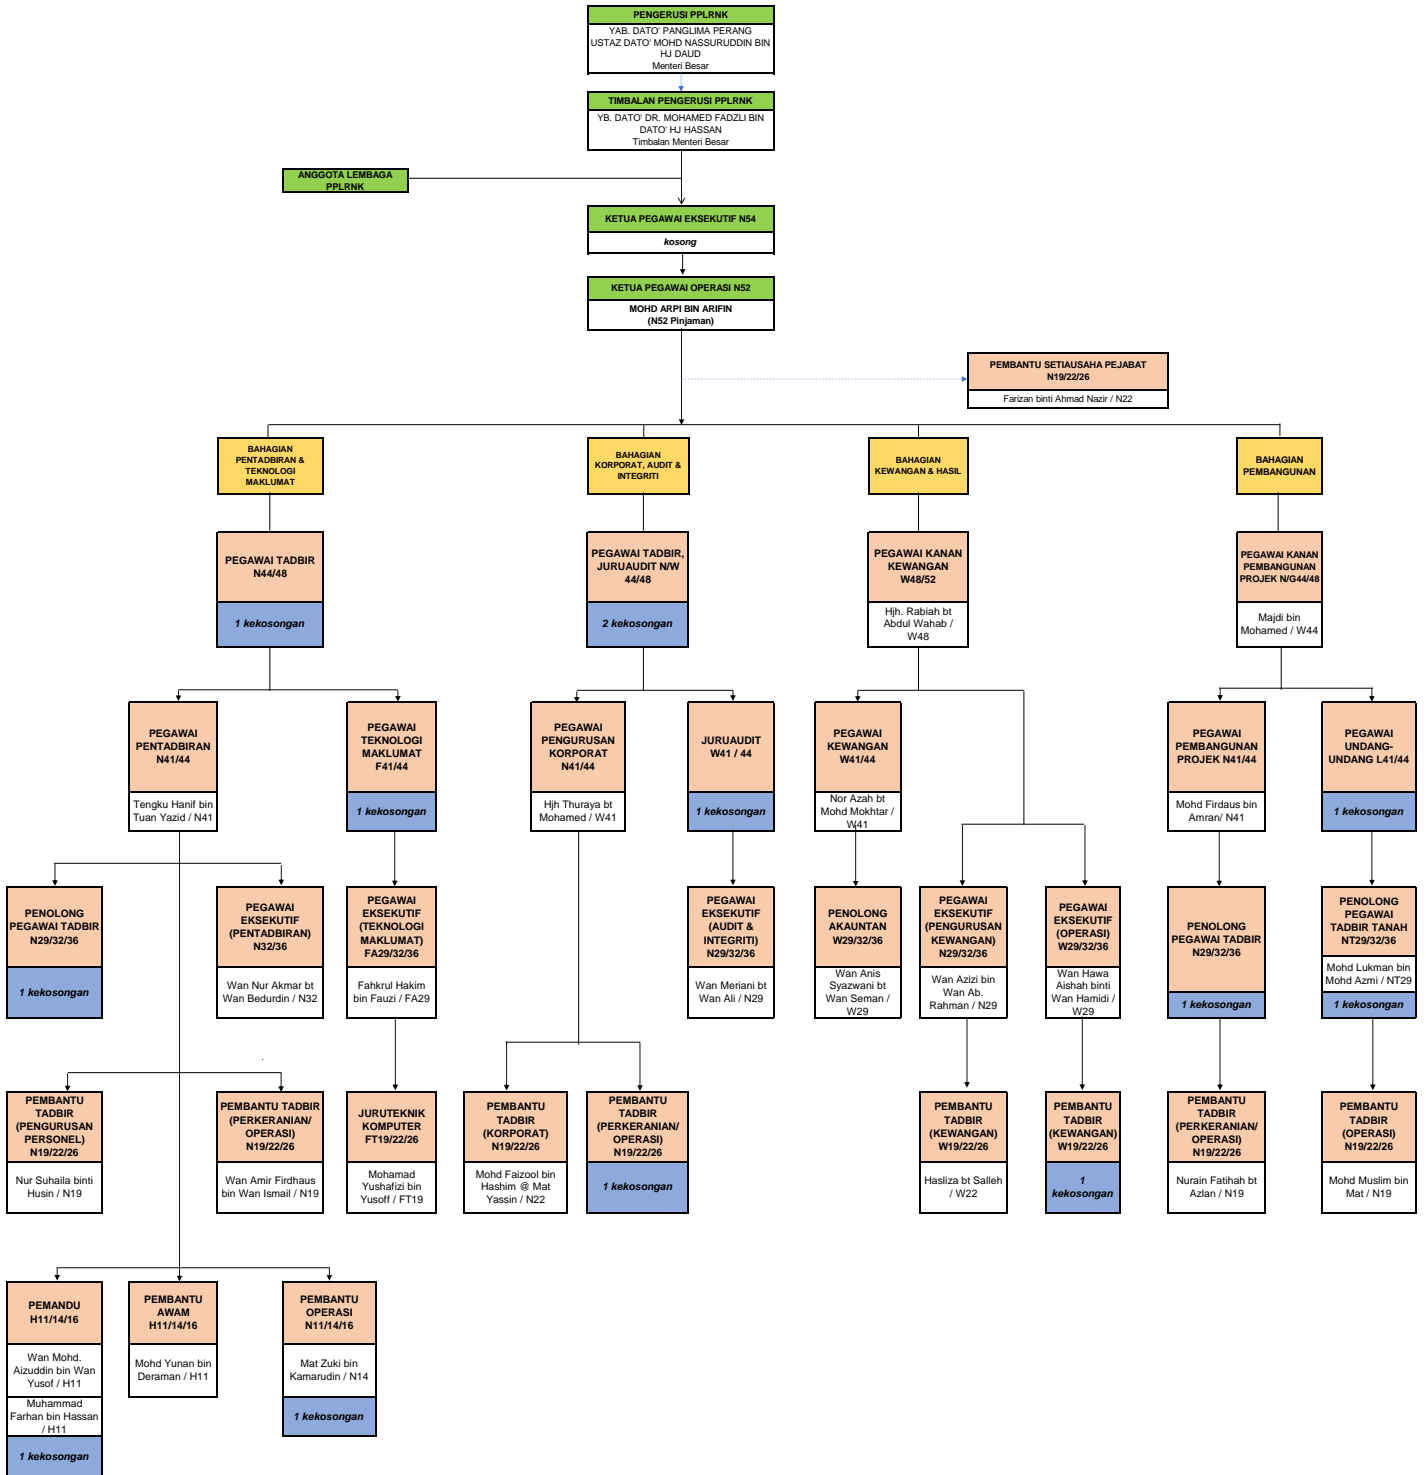 PENGERUSI PPLRNK
YAB. DATO' PANGLIMA PERANG
USTAZ DATO' MOHD NASSURUDDIN BIN
HJ DAUD
Menteri Besar
TIMBALAN PENGERUSI PPLRNK
YB. DATO' DR. MOHAMED FADZLI BIN
DATO' HJ HASSAN
Timbalan Menteri Besar
ANGGOTA LEMBAGA
PPLRNK
KETUA PEGAWAI EKSEKUTIF N54
kosong
KETUA PEGAWAI OPERASI N52
MOHD ARPI BIN ARIFIN
(N52 Pinjaman)
PEMBANTU SETIAUSAHA PEJABAT
N19/22/26
Farizan binti Ahmad Nazir / N22
BAHAGIAN
PENTADBIRAN &
TEKNOLOGI
MAKLUMAT
BAHAGIAN
KORPORAT, AUDIT &
INTEGRITI
BAHAGIAN
KEWANGAN & HASIL
BAHAGIAN
PEMBANGUNAN
PEGAWAI TADBIR
N44/48
1 kekosongan
PEGAWAI TADBIR,
JURUAUDIT N/W
44/48
2 kekosongan
PEGAWAI KANAN
KEWANGAN
W48/52
Hjh. Rabiah bt
Abdul Wahab /
W48
PEGAWAI KANAN
PEMBANGUNAN
PROJEK N/G44/48
Majdi bin
Mohamed / W44
PEGAWAI
PENTADBIRAN
N41/44
Tengku Hanif bin
Tuan Yazid / N41
PEGAWAI
TEKNOLOGI
MAKLUMAT
F41/44
1 kekosongan
PEGAWAI
PENGURUSAN
KORPORAT
N41/44
Hjh Thuraya bt
Mohamed / W41
JURUAUDIT
W41 / 44
1 kekosongan
PEGAWAI
KEWANGAN
W41/44
Nor Azah bt
Mohd Mokhtar /
W41
PEGAWAI
PEMBANGUNAN
PROJEK N41/44
Mohd Firdaus bin
Amran/ N41
PEGAWAI
UNDANG-
UNDANG L41/44
1 kekosongan
PENOLONG
PEGAWAI TADBIR
N29/32/36
1 kekosongan
PEGAWAI
EKSEKUTIF
(PENTADBIRAN)
N32/36
Wan Nur Akmar bt
Wan Bedurdin / N32
PEGAWAI
EKSEKUTIF
(TEKNOLOGI
MAKLUMAT)
FA29/32/36
Fahkrul Hakim
bin Fauzi / FA29
PEGAWAI
EKSEKUTIF
(AUDIT &
INTEGRITI)
N29/32/36
Wan Meriani bt
Wan Ali / N29
PENOLONG
AKAUNTAN
W29/32/36
Wan Anis
Syazwani bt
Wan Seman /
W29
PEGAWAI
EKSEKUTIF
(PENGURUSAN
KEWANGAN)
N29/32/36
Wan Azizi bin
Wan Ab.
Rahman / N29
PEGAWAI
EKSEKUTIF
(OPERASI)
W29/32/36
Wan Hawa
Aishah binti
Wan Hamidi /
W29
PENOLONG
PEGAWAI TADBIR
N29/32/36
1 kekosongan
PENOLONG
PEGAWAI
TADBIR TANAH
NT29/32/36
Mohd Lukman bin
Mohd Azmi / NT29
1 kekosongan
PEMBANTU
TADBIR
(PENGURUSAN
PERSONEL)
N19/22/26
Nur Suhaila binti
Husin / N19
PEMBANTU TADBIR
(PERKERANIAN/
OPERASI)
N19/22/26
Wan Amir Firdhaus
bin Wan Ismail / N19
JURUTEKNIK
KOMPUTER
FT19/22/26
Mohamad
Yushafizi bin
Yusoff / FT19
PEMBANTU
TADBIR
(KORPORAT)
N19/22/26
Mohd Faizool bin
Hashim @ Mat
Yassin / N22
PEMBANTU
TADBIR
(PERKERANIAN/
OPERASI)
N19/22/26
1 kekosongan
PEMBANTU
TADBIR
(KEWANGAN)
W19/22/26
Hasliza bt Salleh
/ W22
PEMBANTU
TADBIR
(KEWANGAN)
W19/22/26
1
kekosongan
PEMBANTU
TADBIR
(PERKERANIAN/
OPERASI)
N19/22/26
Nurain Fatihah bt
Azlan / N19
PEMBANTU
TADBIR
(OPERASI)
N19/22/26
Mohd Muslim bin
Mat / N19
PEMANDU
H11/14/16
Wan Mohd.
Aizuddin bin Wan
Yusof / H11
Muhammad
Farhan bin Hassan
/ H11
1 kekosongan
PEMBANTU
AWAM
H11/14/16
Mohd Yunan bin
Deraman / H11
PEMBANTU
OPERASI
N11/14/16
Mat Zuki bin
Kamarudin / N14
1 kekosongan